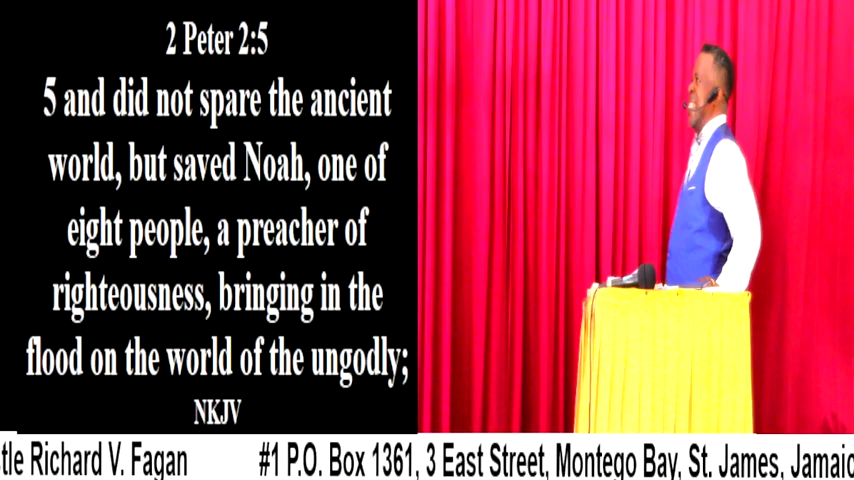 2 Peter 2:5
5 and did not spare the ancient
world, but saved Noah, one of
eight people, a preacher of
righteousness, bringing in the
flood on the world of the ungodly;
NKJV
tle Richard V. Fagan #1 P.O. Box 1361, 3 East Street, Montego Bay, St. James, Jamaic